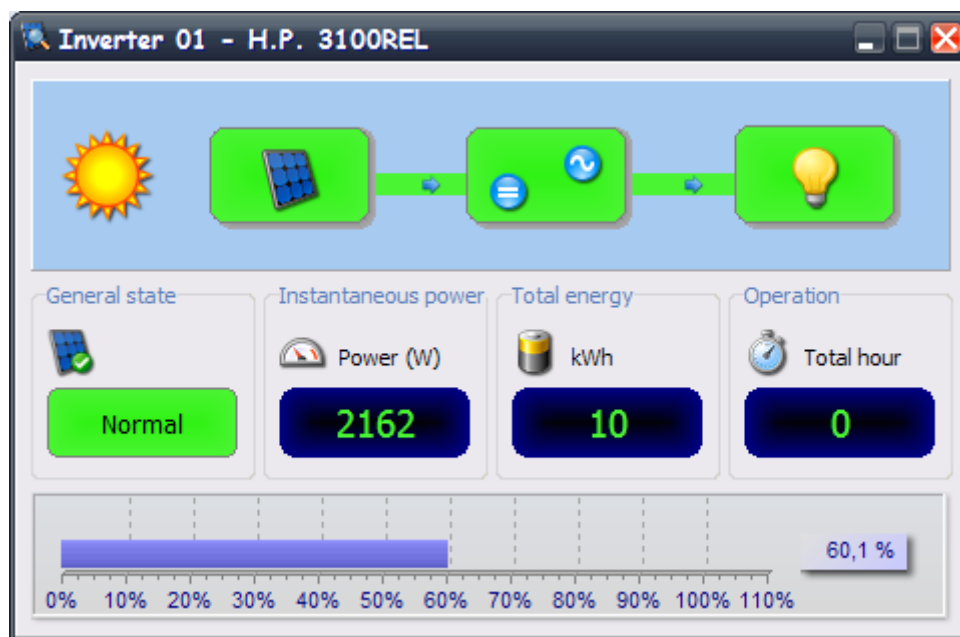 Inverter 01 - H.P. 3100REL
General state
Normal
Instantaneous power
Power (W)
2162
Total energy
kWh
10
Operation
Total hour
0
60,1 %
0% 10% 20% 30% 40% 50% 60% 70% 80% 90% 100% 110%